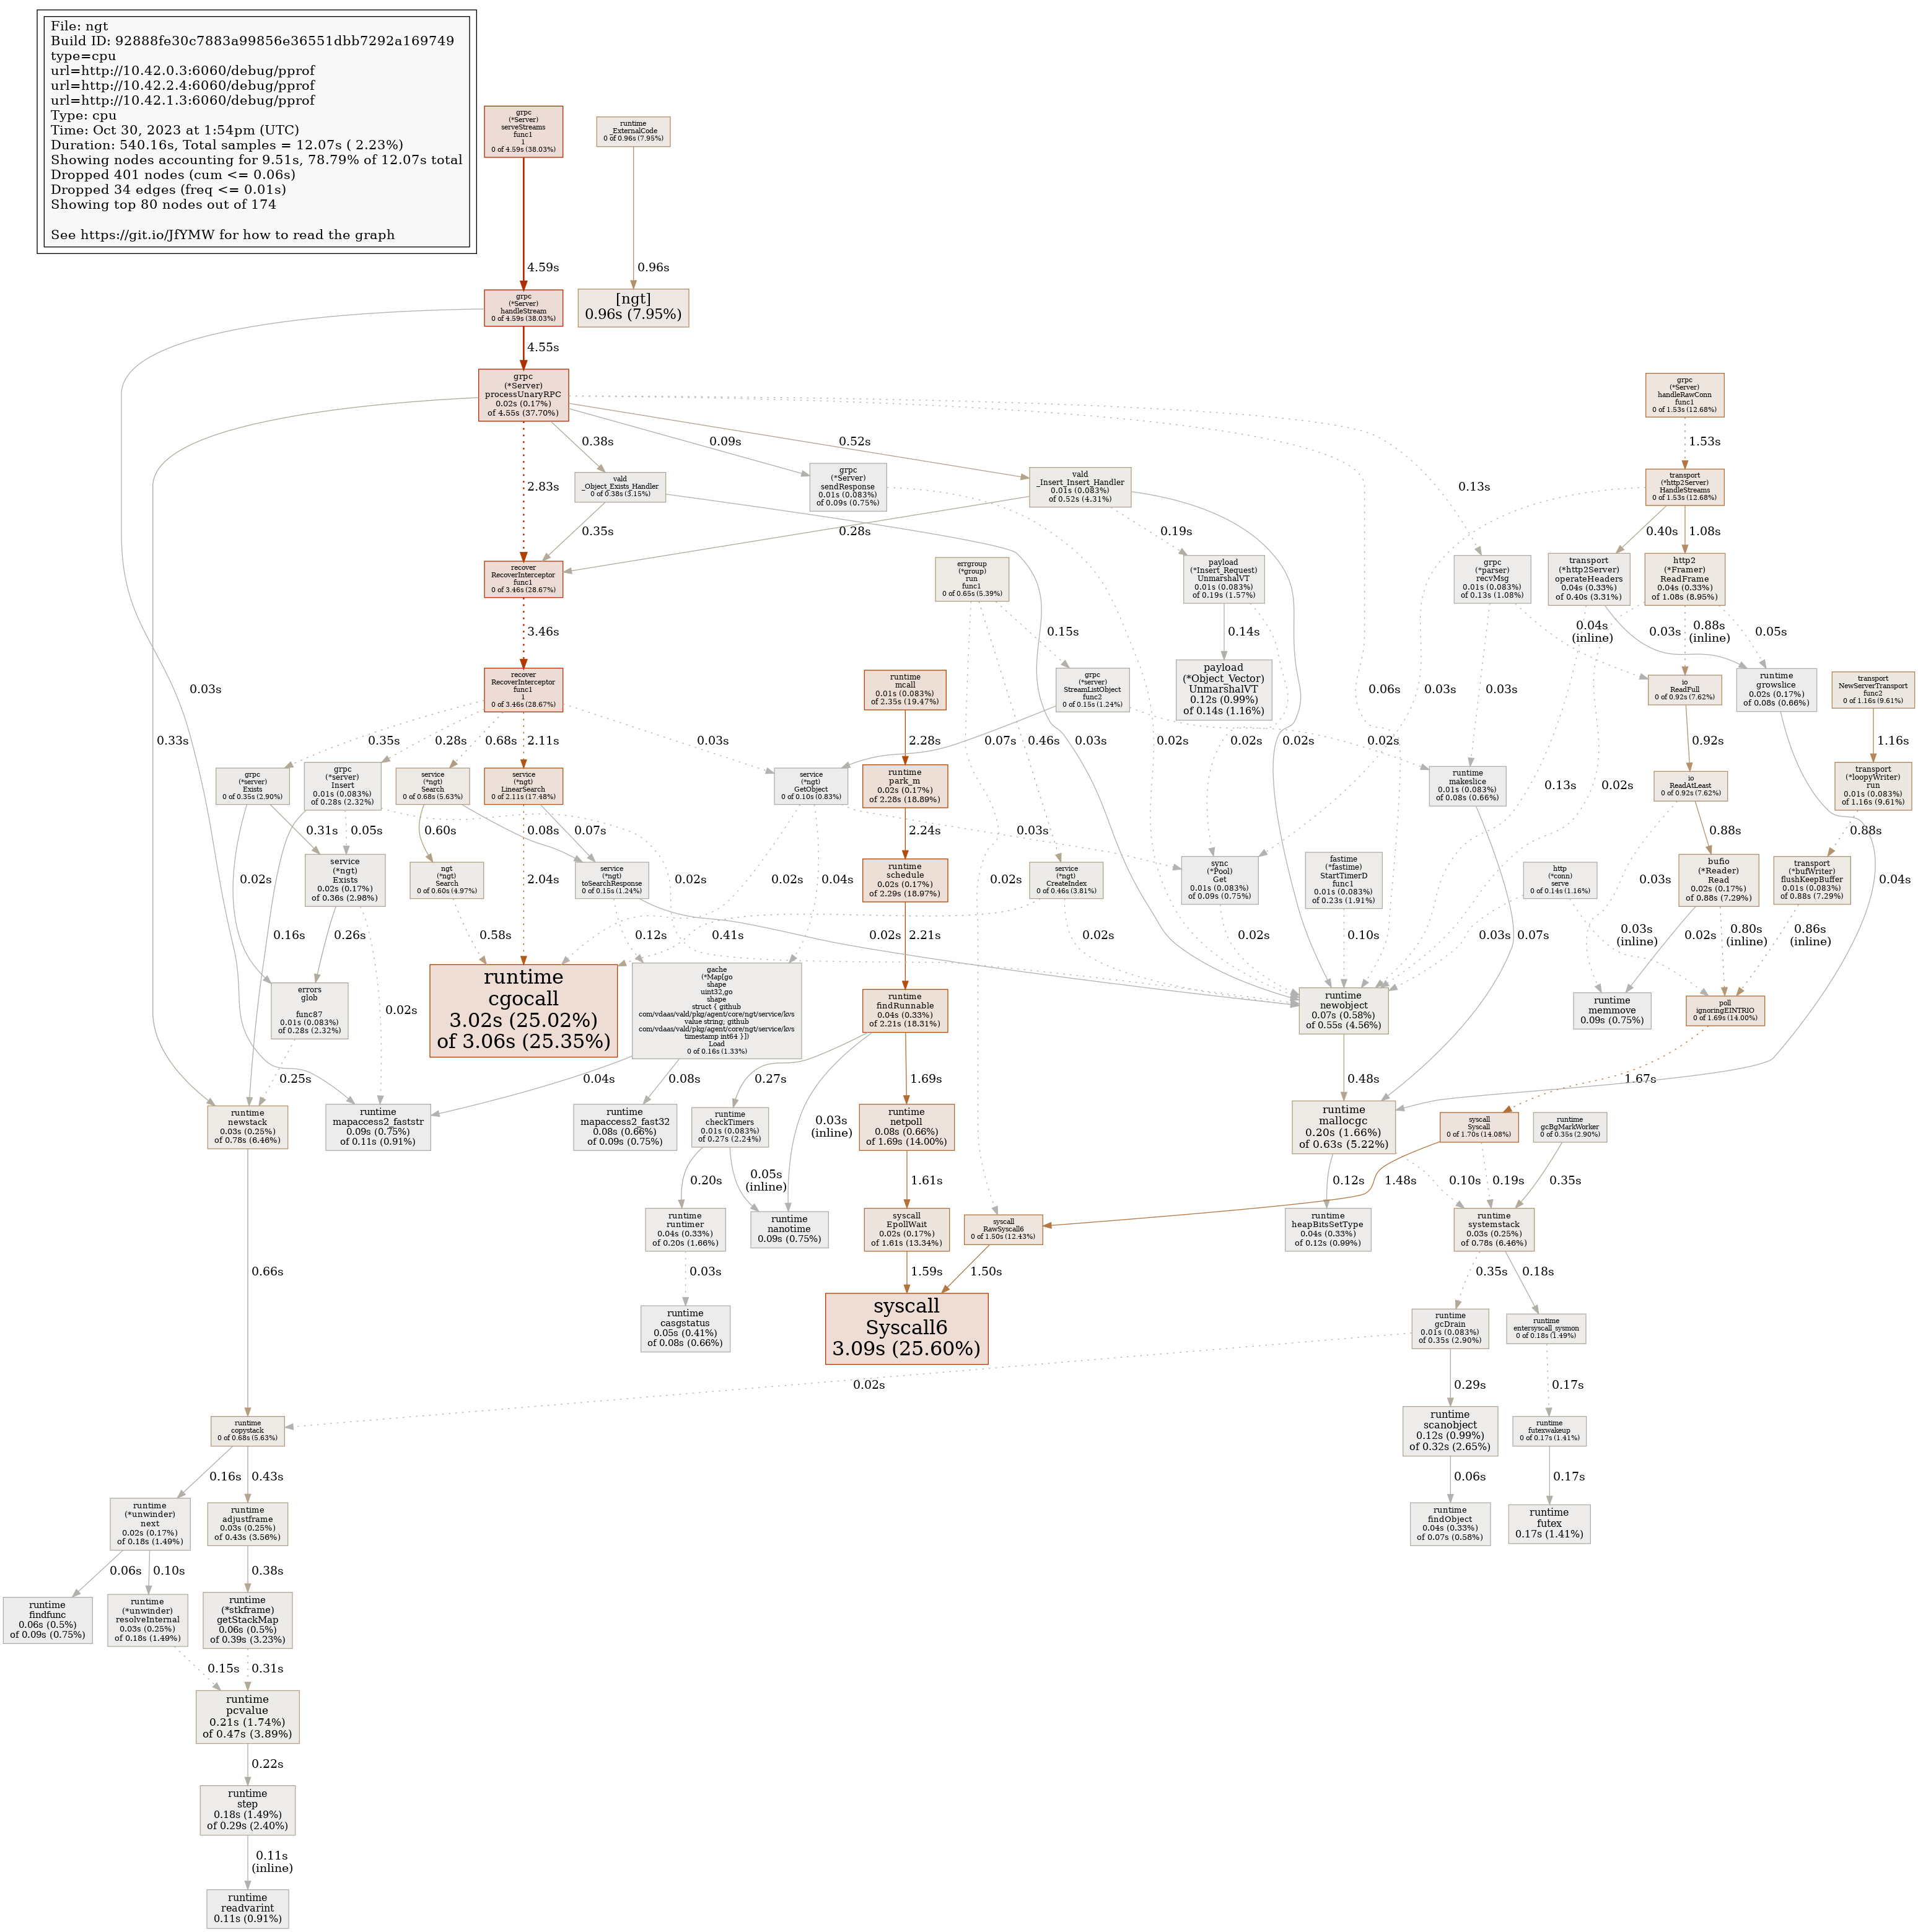 File: ngt
Build ID: 92888fe30c7883a99856e36551dbb7292a169749
type=cpu
url=http://10.42.0.3:6060/debug/pprof
url=http://10.42.2.4:6060/debug/pprof
url=http://10.42.1.3:6060/debug/pprof
Type: cpu
Time: Oct 30, 2023 at 1:54pm (UTC)
Duration: 540.16s, Total samples = 12.07s ( 2.23%)
Showing nodes accounting for 9.51s, 78.79% of 12.07s total
Dropped 401 nodes (cum <= 0.06s)
Dropped 34 edges (freq <= 0.01s)
Showing top 80 nodes out of 174
See https://git.io/JfYMW for how to read the graph
grpc
(*Server)
serveStreams
func1
1
0 of 4.59s (38.03%)
runtime
_ExternalCode
0 of 0.96s (7.95%)
4.59s
0.96s
grpc
(*Server)
handleStream
0 of 4.59s (38.03%)
[ngt]
0.96s (7.95%)
4.55s
grpc
(*Server)
processUnaryRPC
0.02s (0.17%)
of 4.55s (37.70%)
grpc
(*Server)
handleRawConn
func1
0 of 1.53s (12.68%)
0.38s
0.09s
0.52s
1.53s
2.83s
vald
_Object_Exists_Handler
0 of 0.38s (3.15%)
grpc
(*Server)
sendResponse
0.01s (0.083%)
of 0.09s (0.75%)
vald
_Insert_Insert_Handler
0.01s (0.083%)
of 0.52s (4.31%)
0.13s
transport
(*http2Server)
HandleStreams
0 of 1.53s (12.68%)
0.35s
0.28s
0.19s
0.40s
1.08s
recover
RecoverInterceptor
func1
0 of 3.46s (28.67%)
errgroup
(*group)
run
func1
0 of 0.65s (5.39%)
payload
(*Insert_Request)
UnmarshalVT
0.01s (0.083%)
of 0.19s (1.57%)
grpc
(*parser)
recvMsg
0.01s (0.083%)
of 0.13s (1.08%)
transport
(*http2Server)
operateHeaders
0.04s (0.33%)
of 0.40s (3.31%)
http2
(*Framer)
ReadFrame
0.04s (0.33%)
of 1.08s (8.95%)
3.46s
0.15s
0.14s
0.04s
(inline)
0.03s
0.88s
(inline)
0.05s
0.03s
recover
RecoverInterceptor
func1
1
0 of 3.46s (28.67%)
runtime
mcall
0.01s (0.083%)
of 2.35s (19.47%)
grpc
(*server)
StreamListObject
func2
0 of 0.15s (1.24%)
payload
(*Object_Vector)
UnmarshalVT
0.12s (0.99%)
of 0.14s (1.16%)
0.06s
0.03s
0.03s
io
ReadFull
0 of 0.92s (7.62%)
runtime
growslice
0.02s (0.17%)
of 0.08s (0.66%)
transport
NewServerTransport
func2
0 of 1.16s (9.61%)
0.33s
0.35s
0.28s
0.68s
2.11s
0.03s
2.28s
0.07s
0.46s
0.03s
0.02s
0.02s
0.02s
0.02s
0.92s
1.16s
grpc
(*server)
Exists
0 of 0.35s (2.90%)
grpc
(*server)
Insert
0.01s (0.083%)
of 0.28s (2.32%)
service
(*ngt)
Search
0 of 0.68s (5.63%)
service
(*ngt)
LinearSearch
0 of 2.11s (17.48%)
service
(*ngt)
GetObject
0 of 0.10s (0.83%)
runtime
park_m
0.02s (0.17%)
of 2.28s (18.89%)
runtime
makeslice
0.01s (0.083%)
of 0.08s (0.66%)
0.13s
0.02s
io
ReadAtLeast
0 of 0.92s (7.62%)
transport
(*loopyWriter)
run
0.01s (0.083%)
of 1.16s (9.61%)
0.31s
0.05s
0.60s
0.08s
0.07s
2.24s
0.03s
0.88s
0.88s
0.02s
service
(*ngt)
Exists
0.02s (0.17%)
of 0.36s (2.98%)
ngt
(*ngt)
Search
0 of 0.60s (4.97%)
2.04s
service
(*ngt)
toSearchResponse
0 of 0.15s (1.24%)
0.02s
0.02s
0.04s
runtime
schedule
0.02s (0.17%)
of 2.29s (18.97%)
0.02s
service
(*ngt)
CreateIndex
0 of 0.46s (3.81%)
sync
(*Pool)
Get
0.01s (0.083%)
of 0.09s (0.75%)
fastime
(*fastime)
StartTimerD
func1
0.01s (0.083%)
of 0.23s (1.91%)
http
(*conn)
serve
0 of 0.14s (1.16%)
0.03s
bufio
(*Reader)
Read
0.02s (0.17%)
of 0.88s (7.29%)
transport
(*bufWriter)
flushKeepBuffer
0.01s (0.083%)
of 0.88s (7.29%)
0.04s
0.16s
0.26s
0.58s
0.12s
0.41s
0.02s
2.21s
0.02s
0.02s
0.10s
0.03s
0.07s
0.03s
(inline)
0.02s
0.80s
(inline)
0.86s
(inline)
errors
glob

func87
0.01s (0.083%)
of 0.28s (2.32%)
0.02s
runtime
cgocall
3.02s (25.02%)
of 3.06s (25.35%)
gache
(*Map[go
shape
uint32,go
shape
struct { github
com/vdaas/vald/pkg/agent/core/ngt/service/kvs
value string; github
com/vdaas/vald/pkg/agent/core/ngt/service/kvs
timestamp int64 }])
Load
0 of 0.16s (1.33%)
runtime
findRunnable
0.04s (0.33%)
of 2.21s (18.31%)
runtime
newobject
0.07s (0.58%)
of 0.55s (4.56%)
runtime
memmove
0.09s (0.75%)
poll
ignoringEINTRIO
0 of 1.69s (14.00%)
0.25s
0.04s
0.08s
0.27s
1.69s
0.48s
1.67s
runtime
newstack
0.03s (0.25%)
of 0.78s (6.46%)
runtime
mapaccess2_faststr
0.09s (0.75%)
of 0.11s (0.91%)
runtime
mapaccess2_fast32
0.08s (0.66%)
of 0.09s (0.75%)
runtime
checkTimers
0.01s (0.083%)
of 0.27s (2.24%)
0.03s
(inline)
runtime
netpoll
0.08s (0.66%)
of 1.69s (14.00%)
runtime
mallocgc
0.20s (1.66%)
of 0.63s (5.22%)
syscall
Syscall
0 of 1.70s (14.08%)
runtime
gcBgMarkWorker
0 of 0.35s (2.90%)
0.20s
0.05s
(inline)
1.61s
0.12s
0.10s
1.48s
0.19s
0.35s
runtime
runtimer
0.04s (0.33%)
of 0.20s (1.66%)
runtime
nanotime
0.09s (0.75%)
syscall
EpollWait
0.02s (0.17%)
of 1.61s (13.34%)
syscall
RawSyscall6
0 of 1.50s (12.43%)
runtime
heapBitsSetType
0.04s (0.33%)
of 0.12s (0.99%)
runtime
systemstack
0.03s (0.25%)
of 0.78s (6.46%)
0.66s
0.03s
1.59s
1.50s
0.35s
0.18s
runtime
casgstatus
0.05s (0.41%)
of 0.08s (0.66%)
syscall
Syscall6
3.09s (25.60%)
runtime
gcDrain
0.01s (0.083%)
of 0.35s (2.90%)
runtime
entersyscall_sysmon
0 of 0.18s (1.49%)
0.02s
0.29s
0.17s
runtime
copystack
0 of 0.68s (5.63%)
runtime
scanobject
0.12s (0.99%)
of 0.32s (2.65%)
runtime
futexwakeup
0 of 0.17s (1.41%)
0.16s
0.43s
0.06s
0.17s
runtime
(*unwinder)
next
0.02s (0.17%)
of 0.18s (1.49%)
runtime
adjustframe
0.03s (0.25%)
of 0.43s (3.56%)
runtime
findObject
0.04s (0.33%)
of 0.07s (0.58%)
runtime
futex
0.17s (1.41%)
0.06s
0.10s
0.38s
runtime
findfunc
0.06s (0.5%)
of 0.09s (0.75%)
runtime
(*unwinder)
resolveInternal
0.03s (0.25%)
of 0.18s (1.49%)
runtime
(*stkframe)
getStackMap
0.06s (0.5%)
of 0.39s (3.23%)
0.15s
0.31s
runtime
pcvalue
0.21s (1.74%)
of 0.47s (3.89%)
0.22s
runtime
step
0.18s (1.49%)
of 0.29s (2.40%)
0.11s
(inline)
runtime
readvarint
0.11s (0.91%)